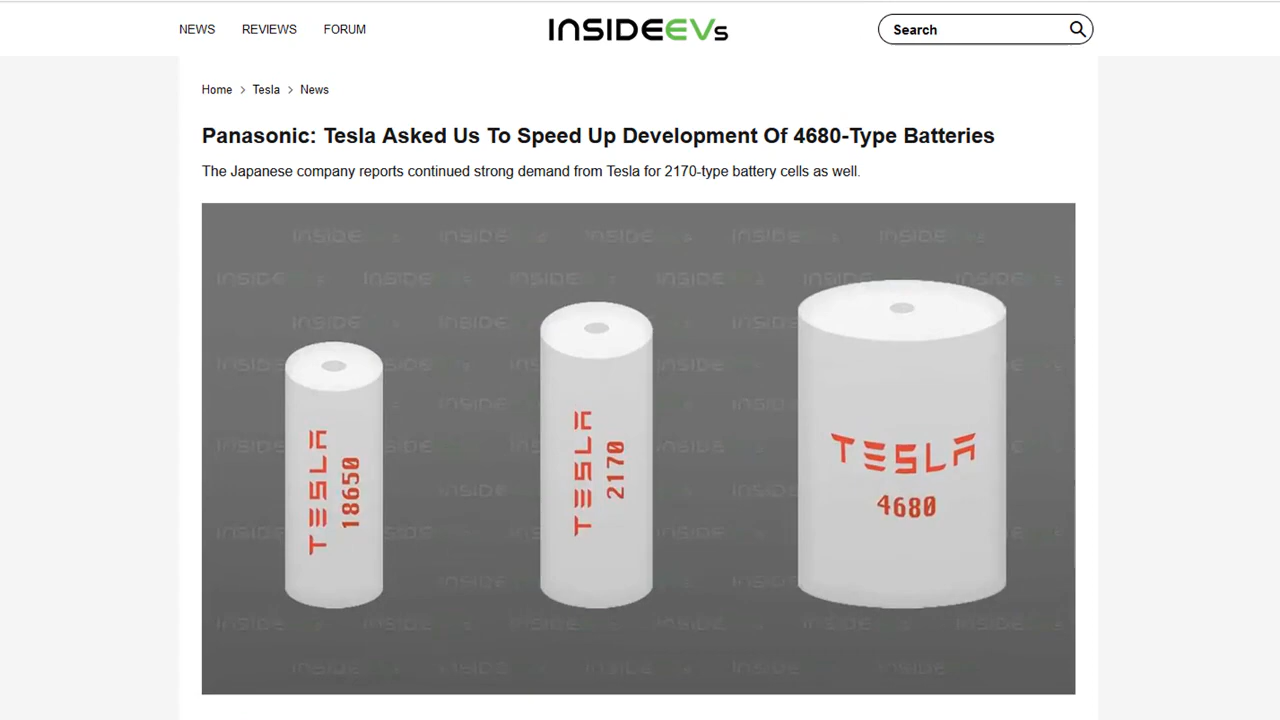 NEWS REVIEWS FORUM INSIDEEVs Search
Home > Tesla > News
Panasonic: Tesla Asked Us To Speed Up Development Of 4680-Type Batteries
The Japanese company reports continued strong demand from Tesla for 2170-type battery cells as well.
TESLA
18650
TESLA
2170
TESLA
4680